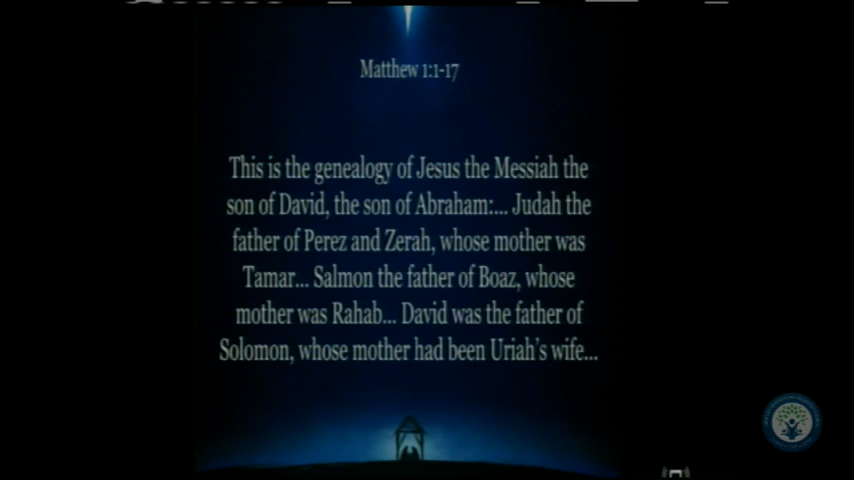 Matthew 1:1-17
This is the genealogy of Jesus the Messiah the
son of David, the son of Abraham:... Judah the
father of Perez and Zerah, whose mother was
Tamar... Salmon the father of Boaz, whose
mother was Rahab... David was the father of
Solomon, whose mother had been Uriah's wife...